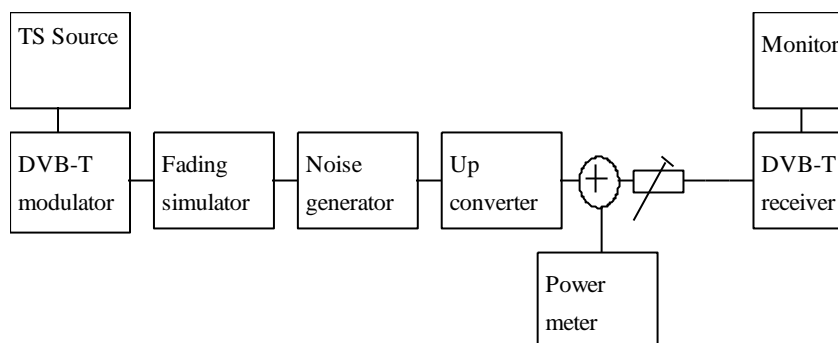 TS Source
Monitor
DVB-T
modulator
Fading
simulator
Noise
generator
Up
converter
+
DVB-T
receiver
Power
meter